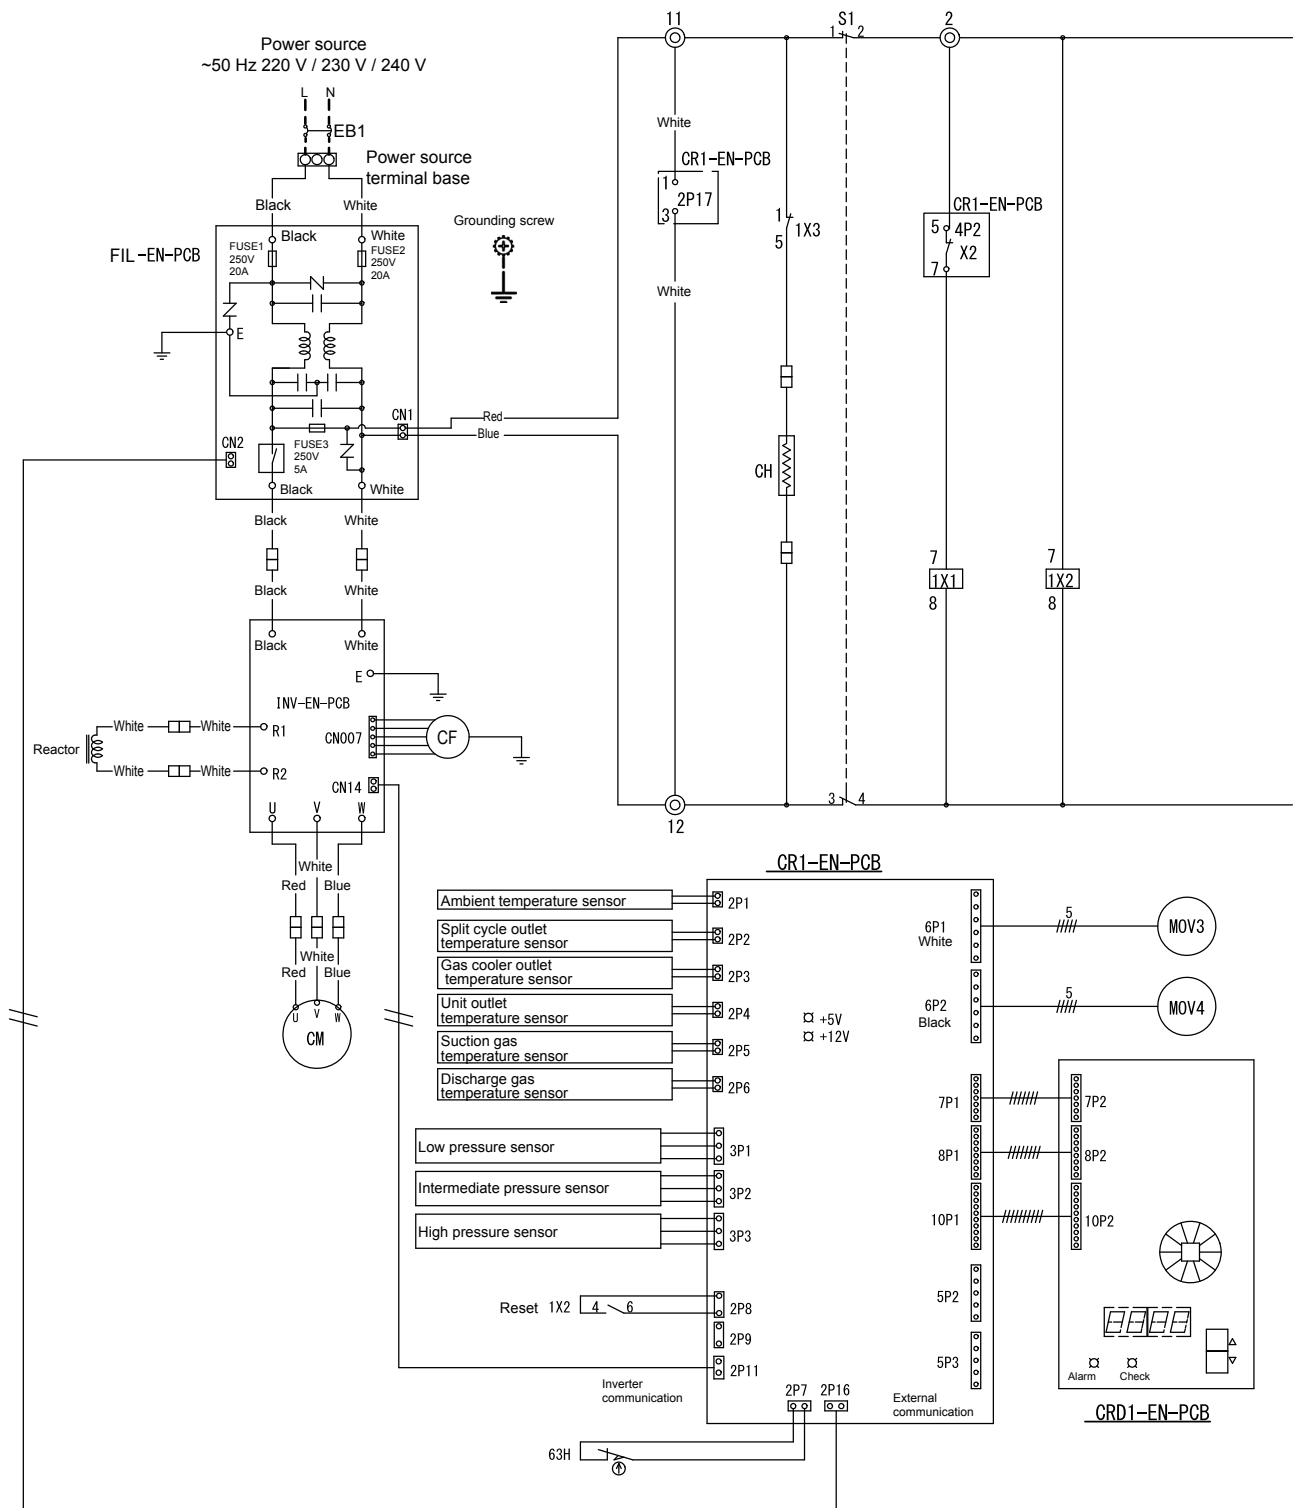 Power source
~50 Hz 220 V / 230 V / 240 V
L N
EB1
Power source
terminal base
Black White
FIL-EN-PCB
Black White
FUSE1
250V
20A
FUSE2
250V
20A
E
CN1
CN2
FUSE3
250V
5A
Black White
Red
Blue
Grounding screw
Black White
Black White
Black White
E
INV-EN-PCB
Reactor
White White R1
White White R2
CN007
CF
CN14
U V W
White
Red Blue
White
Red Blue
U V W
CM
11
S1
1 2
2
White
CR1-EN-PCB
1
2P17
3
White
1
1X3
5
CH
CR1-EN-PCB
5 4P2
X2
7
7
1X1
8
7
1X2
8
3 4
12
CR1-EN-PCB
Ambient temperature sensor
2P1
Split cycle outlet
temperature sensor
2P2
Gas cooler outlet
temperature sensor
2P3
Unit outlet
temperature sensor
2P4
Suction gas
temperature sensor
2P5
Discharge gas
temperature sensor
2P6
Low pressure sensor
3P1
Intermediate pressure sensor
3P2
High pressure sensor
3P3
Reset 1X2 4 6
2P8
2P9
2P11
Inverter
communication
2P7 2P16
63H
+5V
+12V
6P1
White
5
MOV3
6P2
Black
5
MOV4
7P1 7P2
8P1 8P2
10P1 10P2
5P2
5P3
External
communication
Alarm Check
CRD1-EN-PCB